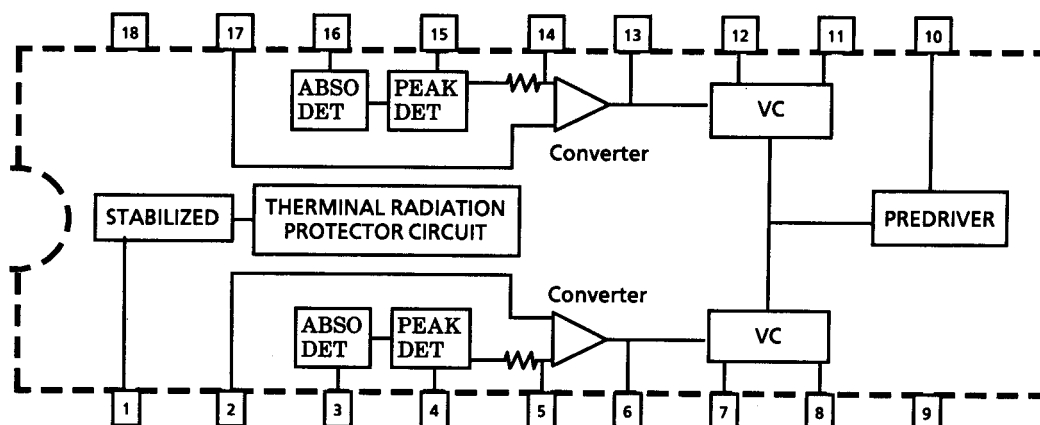 18 17 16 15 14 13 12 11 10
ABSO
DET
PEAK
DET
VC
Converter
STABILIZED
THERMINAL RADIATION
PROTECTOR CIRCUIT
PREDRIVER
Converter
ABSO
DET
PEAK
DET
VC
1 2 3 4 5 6 7 8 9